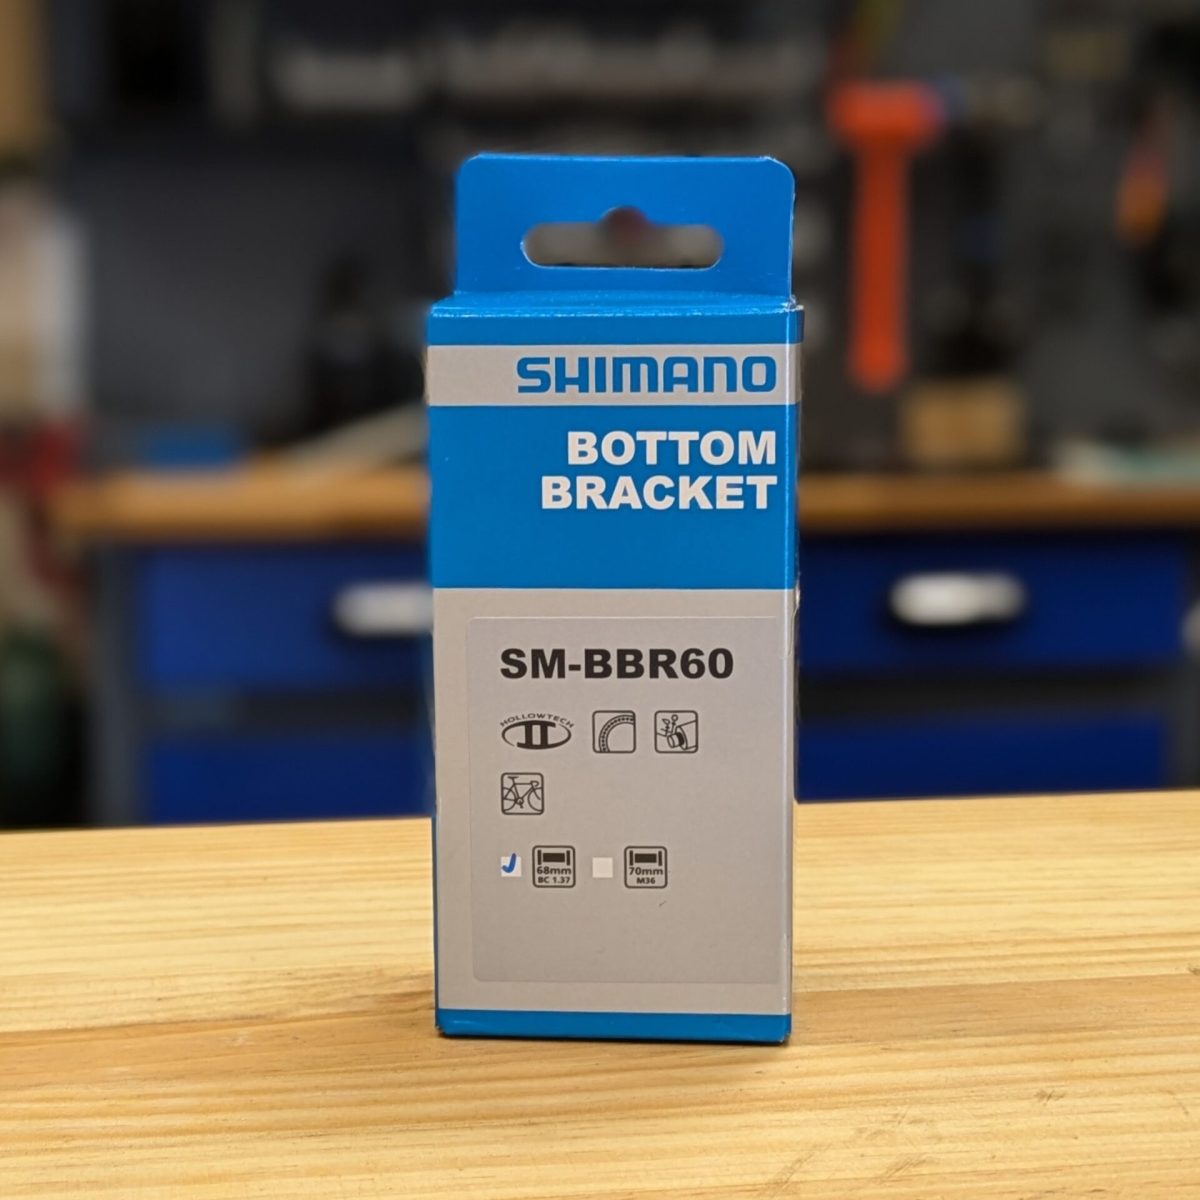 SHIMANO
BOTTOM
BRACKET
SM-BBR60
HOLLOWTECH
II
68mm
BC 1.37
70mm
M36